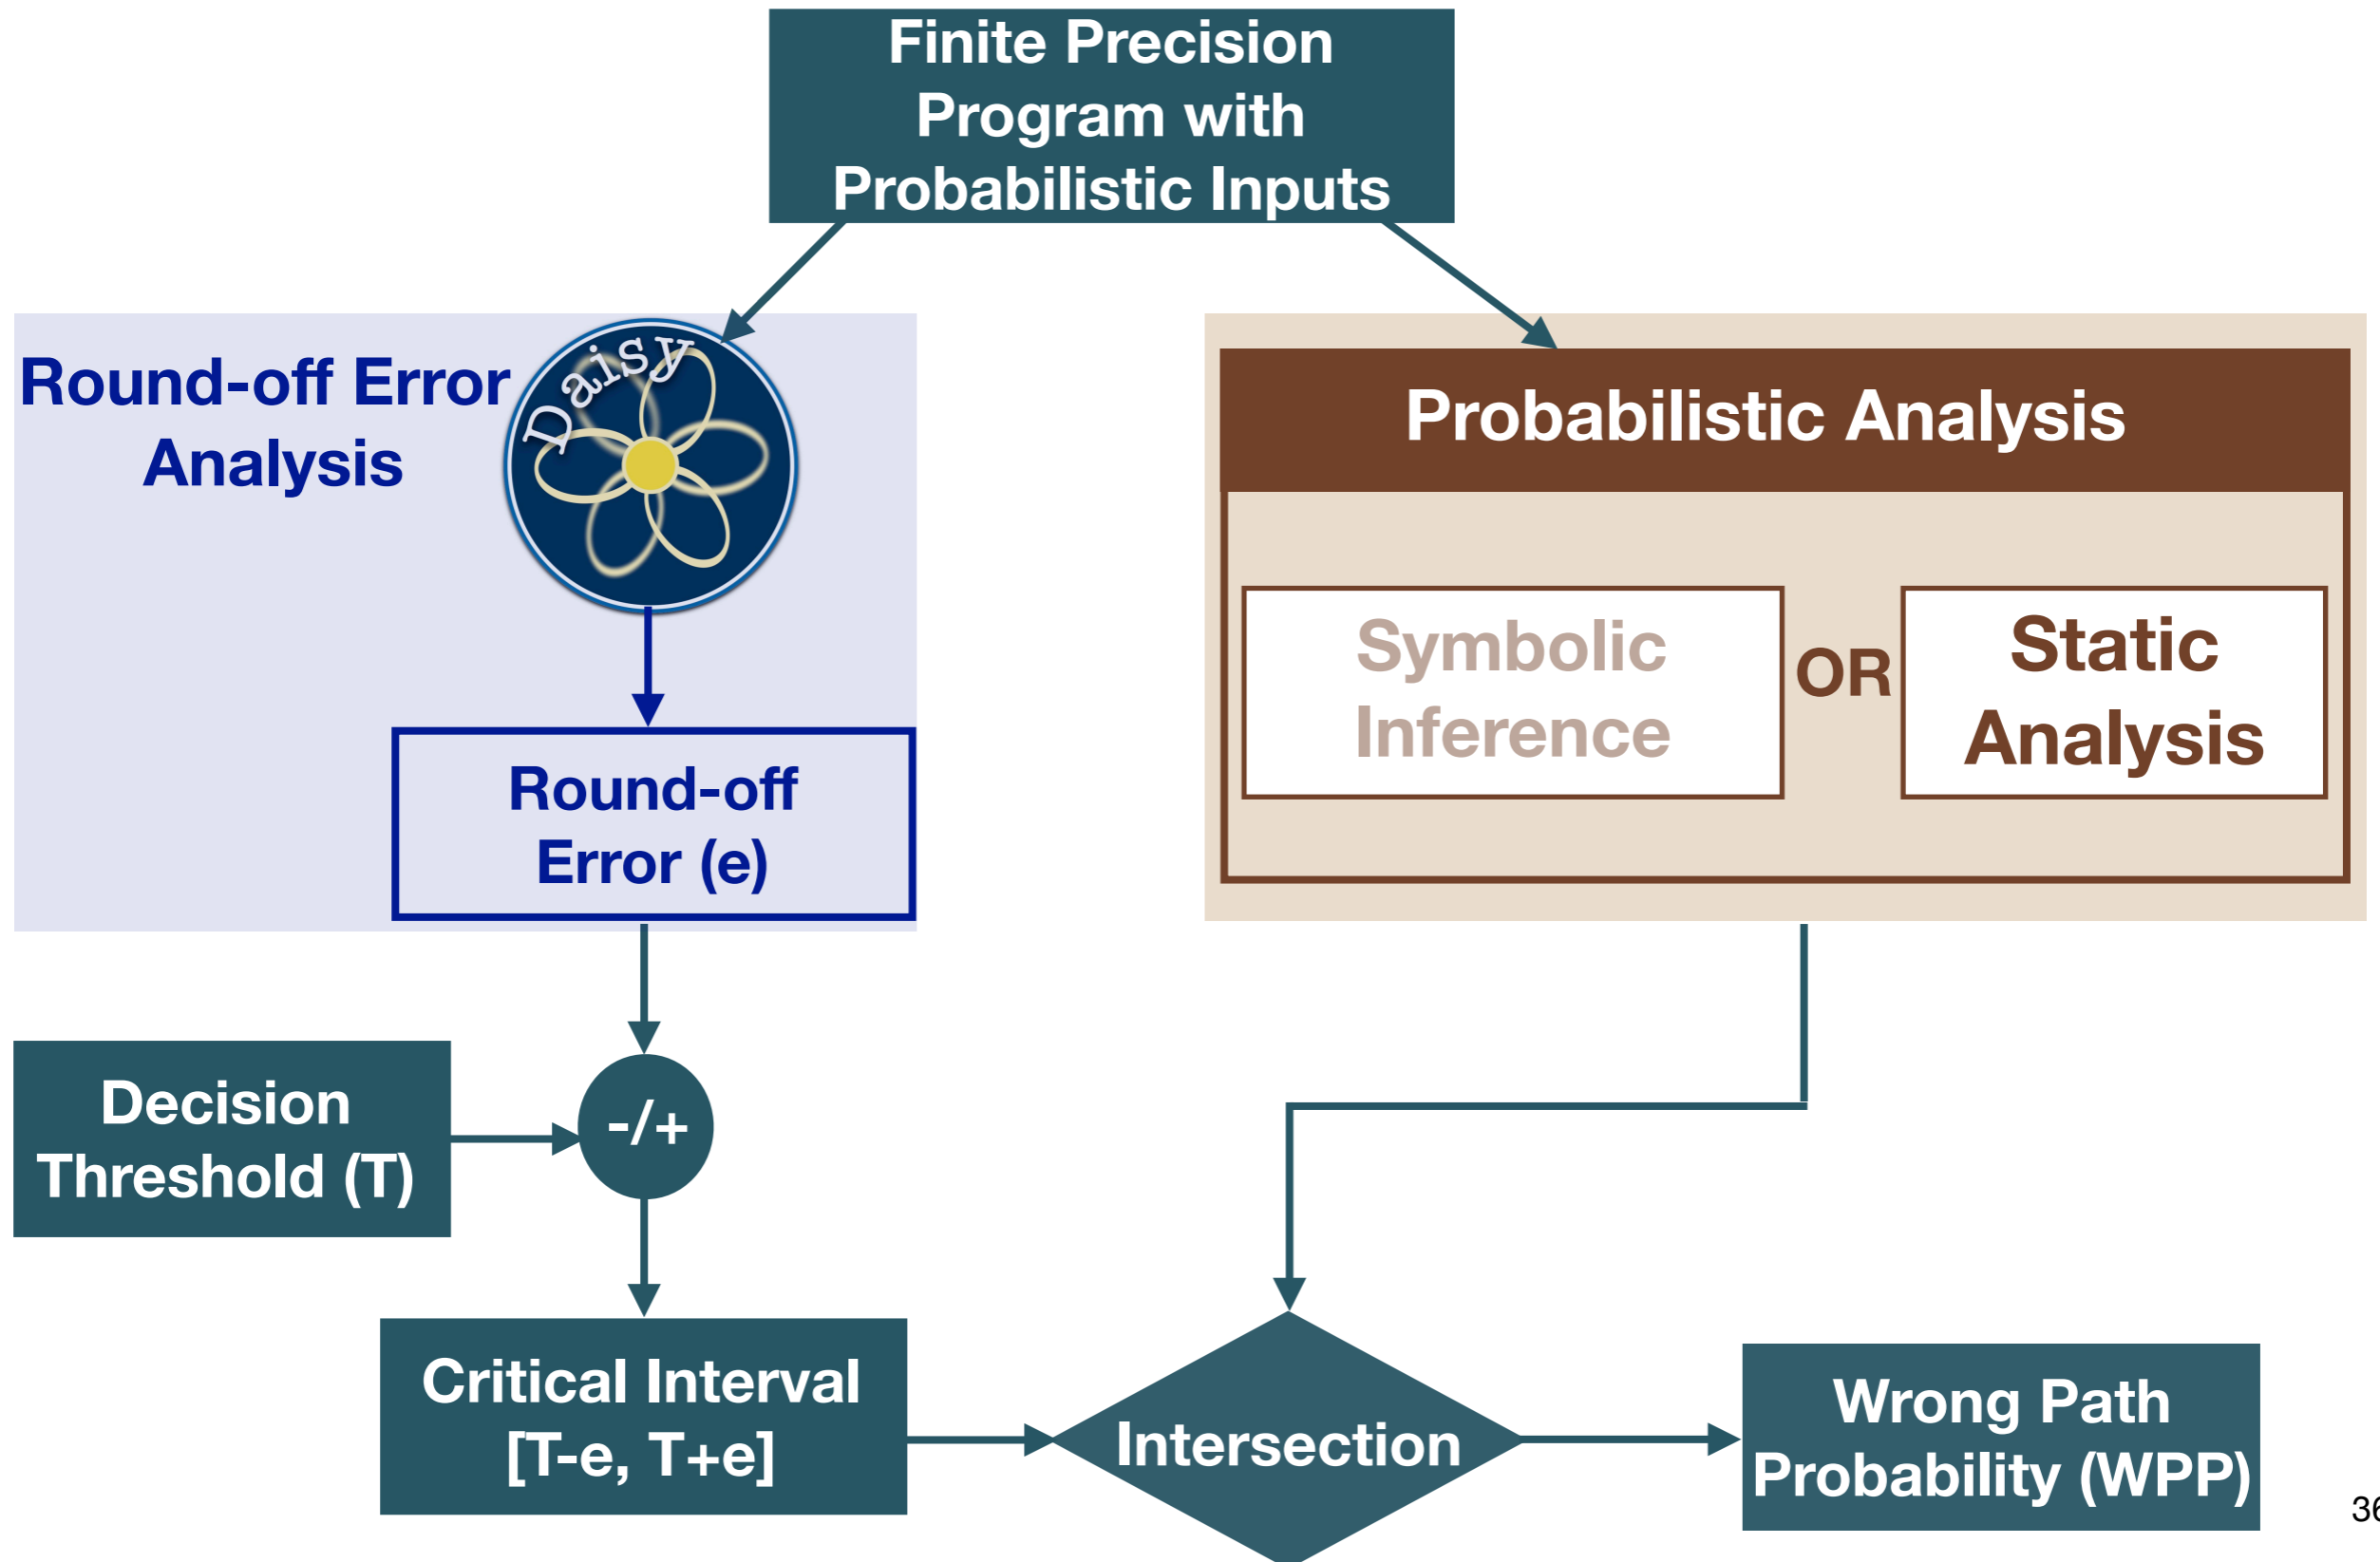 Finite Precision
Program with
Probabilistic Inputs
Round-off Error
Analysis
Daisy
Round-off
Error (e)
Probabilistic Analysis
Symbolic
Inference
OR
Static
Analysis
Decision
Threshold (T)
-/+
Critical Interval
[T-e, T+e]
Intersection
Wrong Path
Probability (WPP)
36